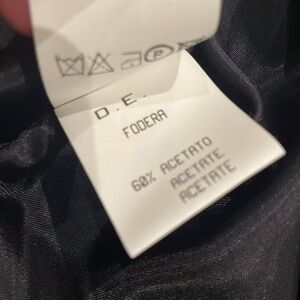 D.E.
FODERA
60% ACETATO
ACETATE
ACETATE